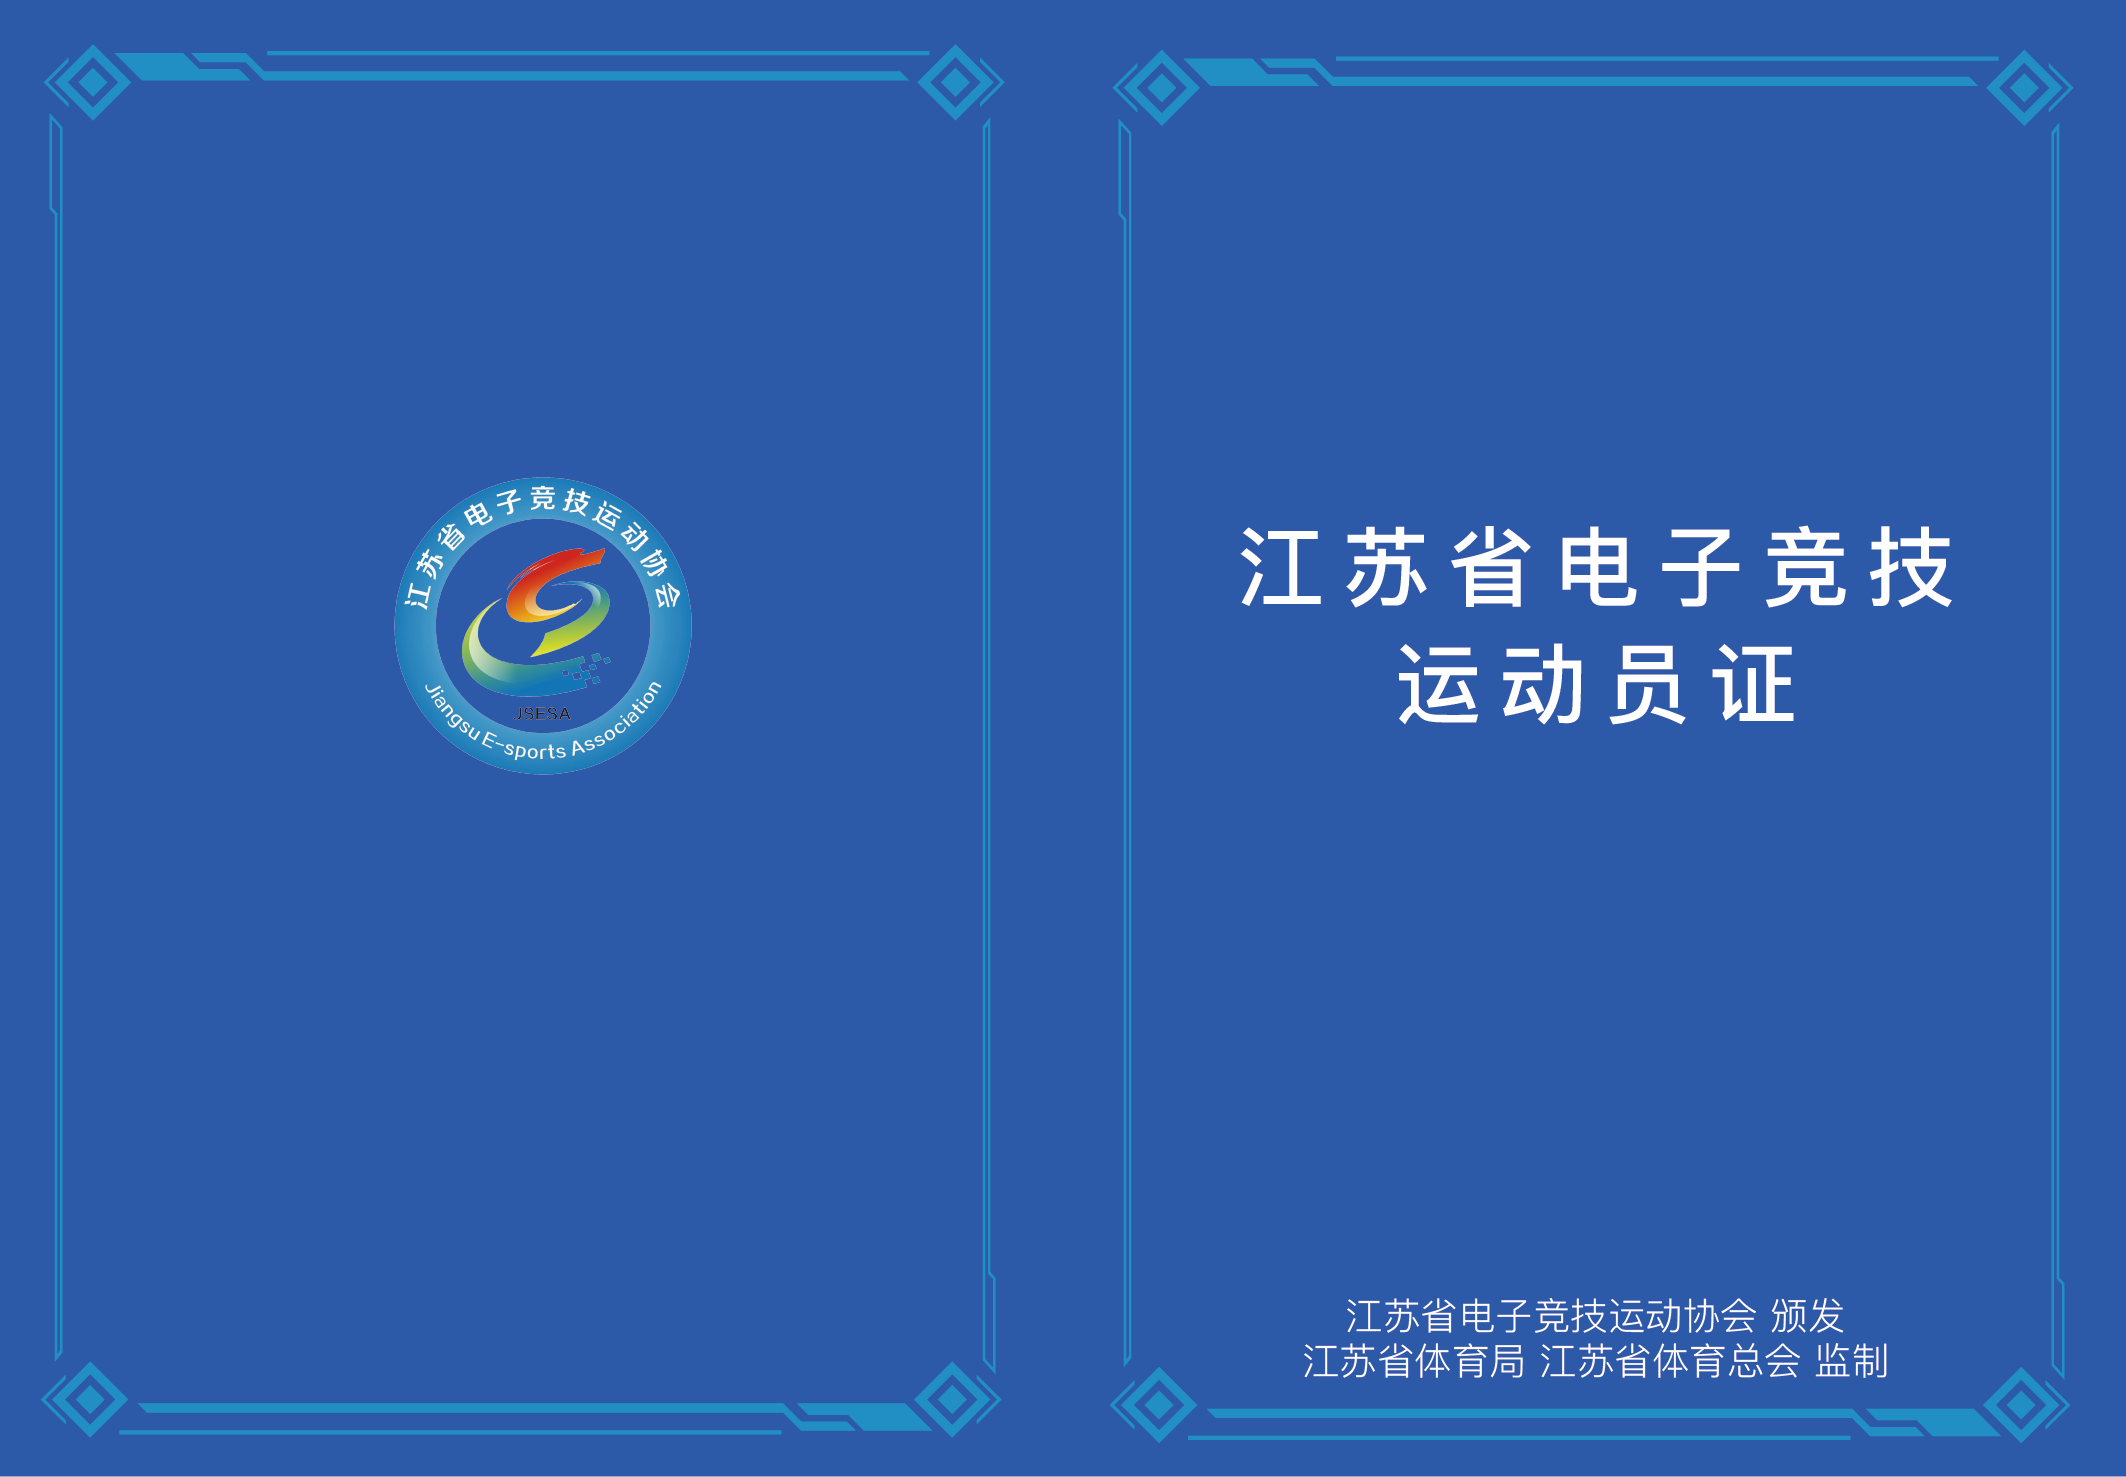 江苏省电子竞技运动协会
JSESA
Jiangsu E-sports Association
江苏省电子竞技
运动员证
江苏省电子竞技运动协会 颁发
江苏省体育局 江苏省体育总会 监制